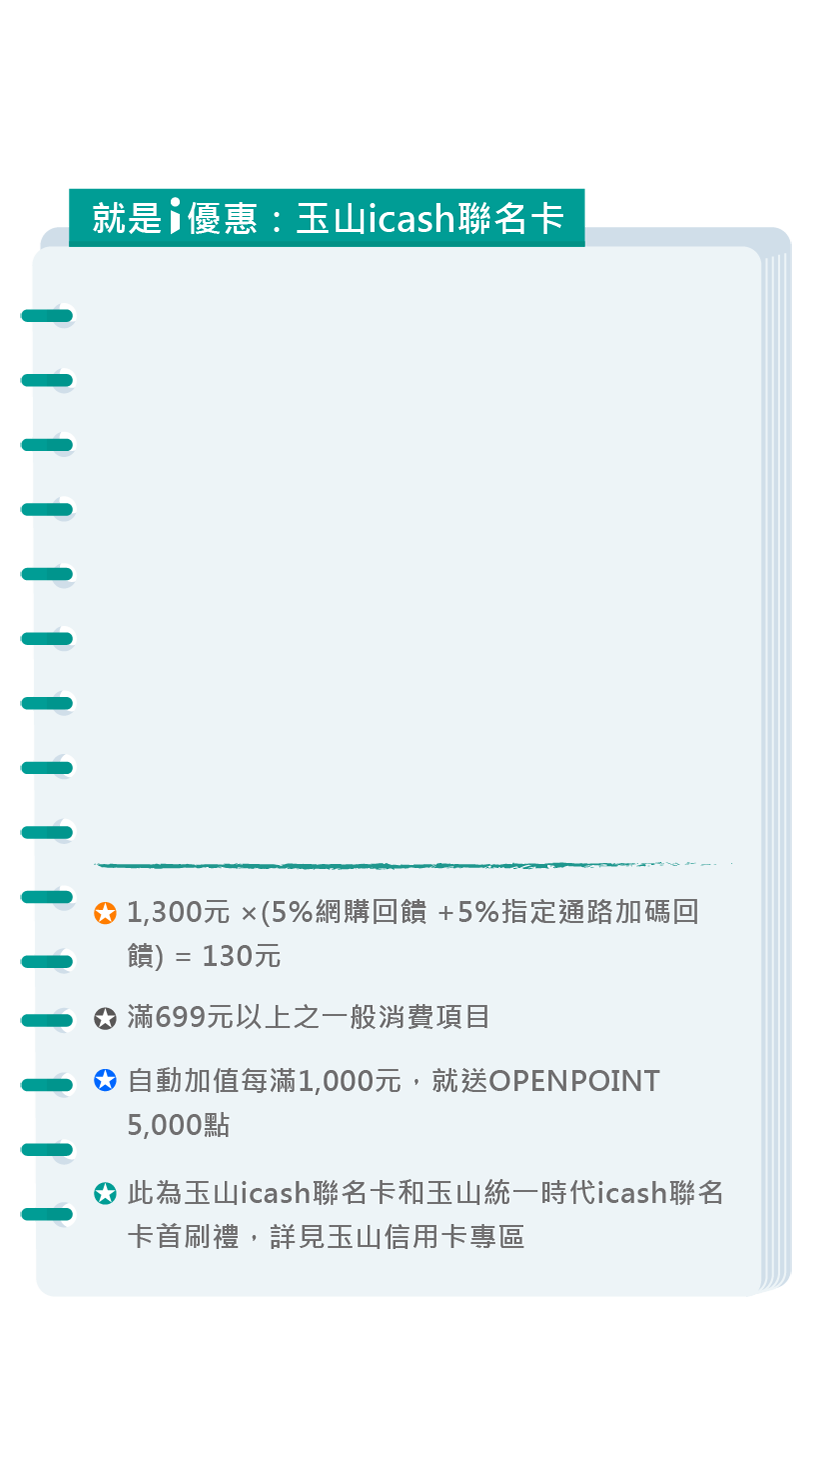 就是i優惠：玉山icash聯名卡
✪ 1,300元 ×(5%網購回饋 +5%指定通路加碼回
饋) = 130元
✪ 滿699元以上之一般消費項目
✪ 自動加值每滿1,000元，就送OPENPOINT
5,000點
✪ 此為玉山icash聯名卡和玉山統一時代icash聯名
卡首刷禮，詳見玉山信用卡專區